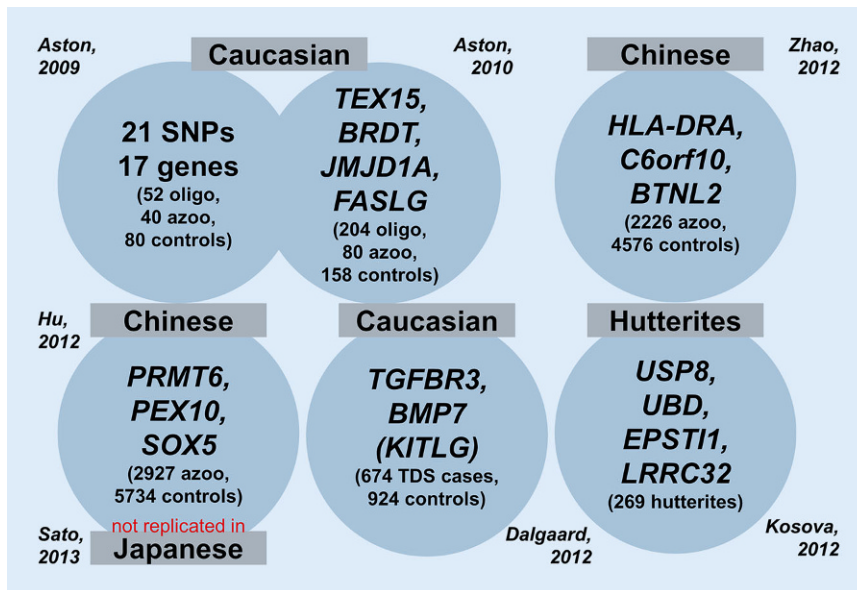 Aston,
2009
Caucasian
Aston,
2010
21 SNPs
17 genes
(52 oligo,
40 azoo,
80 controls)
TEX15,
BRDT,
JMJD1A,
FASLG
(204 oligo,
80 azoo,
158 controls)
Chinese
Zhao,
2012
HLA-DRA,
C6orf10,
BTNL2
(2226 azoo,
4576 controls)
Hu,
2012
Chinese
PRMT6,
PEX10,
SOX5
(2927 azoo,
5734 controls)
not replicated in
Japanese
Sato,
2013
Caucasian
TGFBR3,
BMP7
(KITLG)
(674 TDS cases,
924 controls)
Dalgaard,
2012
Hutterites
USP8,
UBD,
EPSTI1,
LRRC32
(269 hutterites)
Kosova,
2012